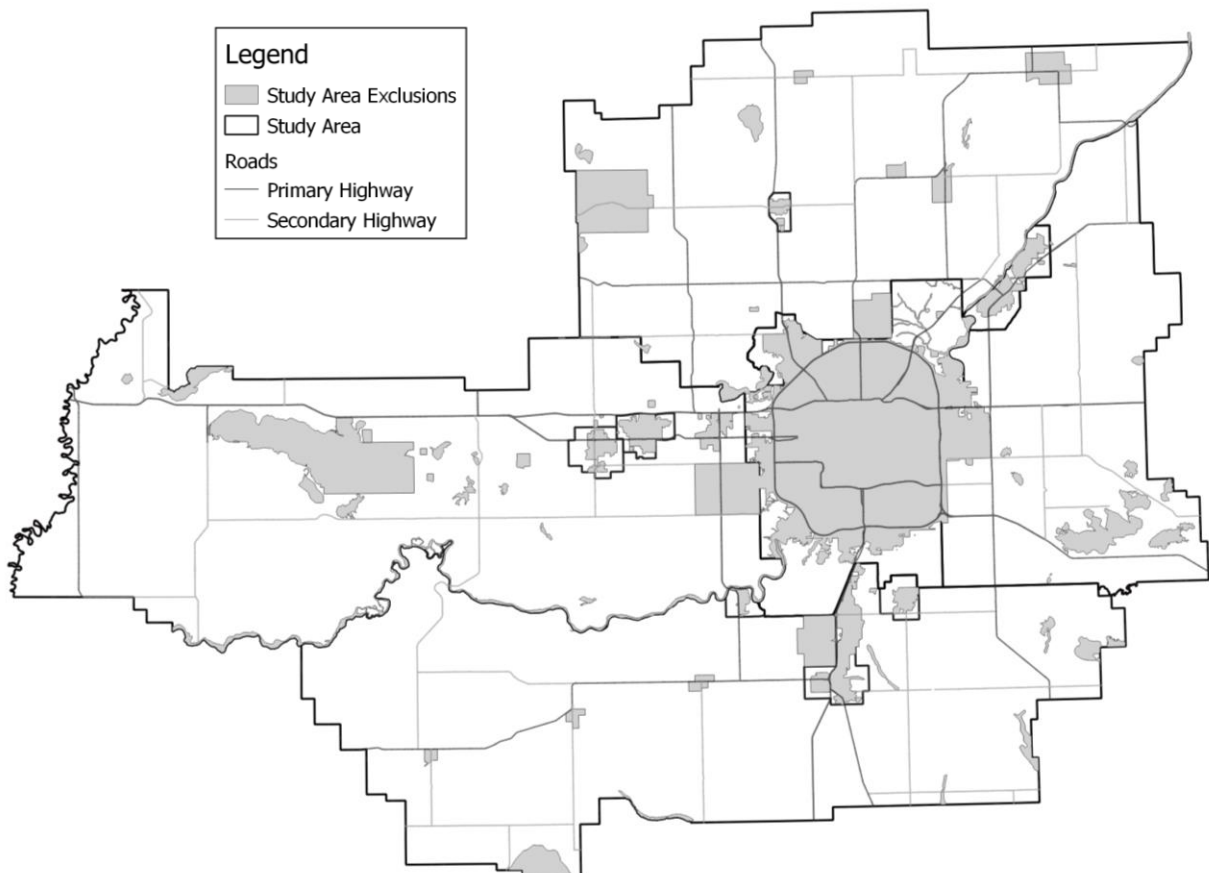 Legend
Study Area Exclusions
Study Area
Roads
Primary Highway
Secondary Highway